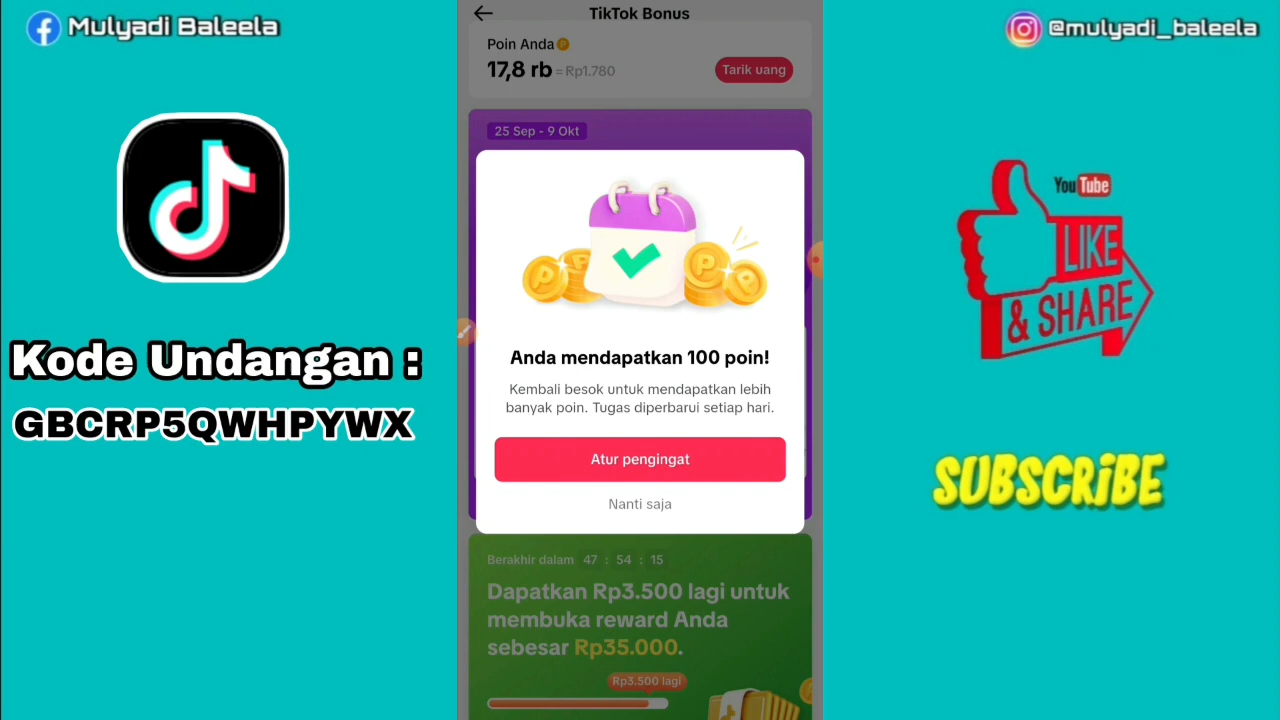 Mulyadi Baleela
Kode Undangan :
GBCRP5QWHPYWX
TikTok Bonus
Poin Anda
17,8 rb = Rp1.780
Tarik uang
25 Sep - 9 Okt
Anda mendapatkan 100 poin!
Kembali besok untuk mendapatkan lebih
banyak poin. Tugas diperbarui setiap hari.
Atur pengingat
Nanti saja
Berakhir dalam 47 : 54 : 15
Dapatkan Rp3.500 lagi untuk
membuka reward Anda
sebesar Rp35.000.
Rp3.500 lagi
@mulyadi_baleela
YouTube
LIKE
& SHARE
SUBSCRiBE